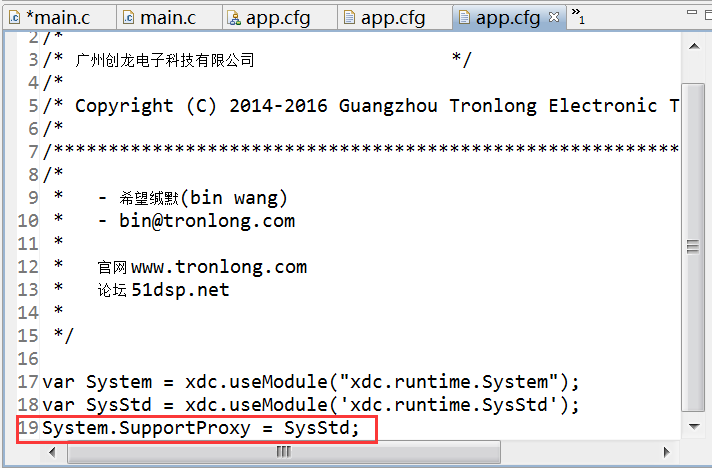 *main.c main.c app.cfg app.cfg app.cfg »1
2 /*
3 /* 广州创龙电子科技有限公司 */
4 /*
5 /* Copyright (C) 2014-2016 Guangzhou Tronlong Electronic T
6 /*
7 /***********************************************************
8 /*
9 * - 希望缄默(bin wang)
10 * - bin@tronlong.com
11 *
12 * 官网 www.tronlong.com
13 * 论坛 51dsp.net
14 *
15 */
16
17 var System = xdc.useModule("xdc.runtime.System");
18 var SysStd = xdc.useModule('xdc.runtime.SysStd');
19 System.SupportProxy = SysStd;